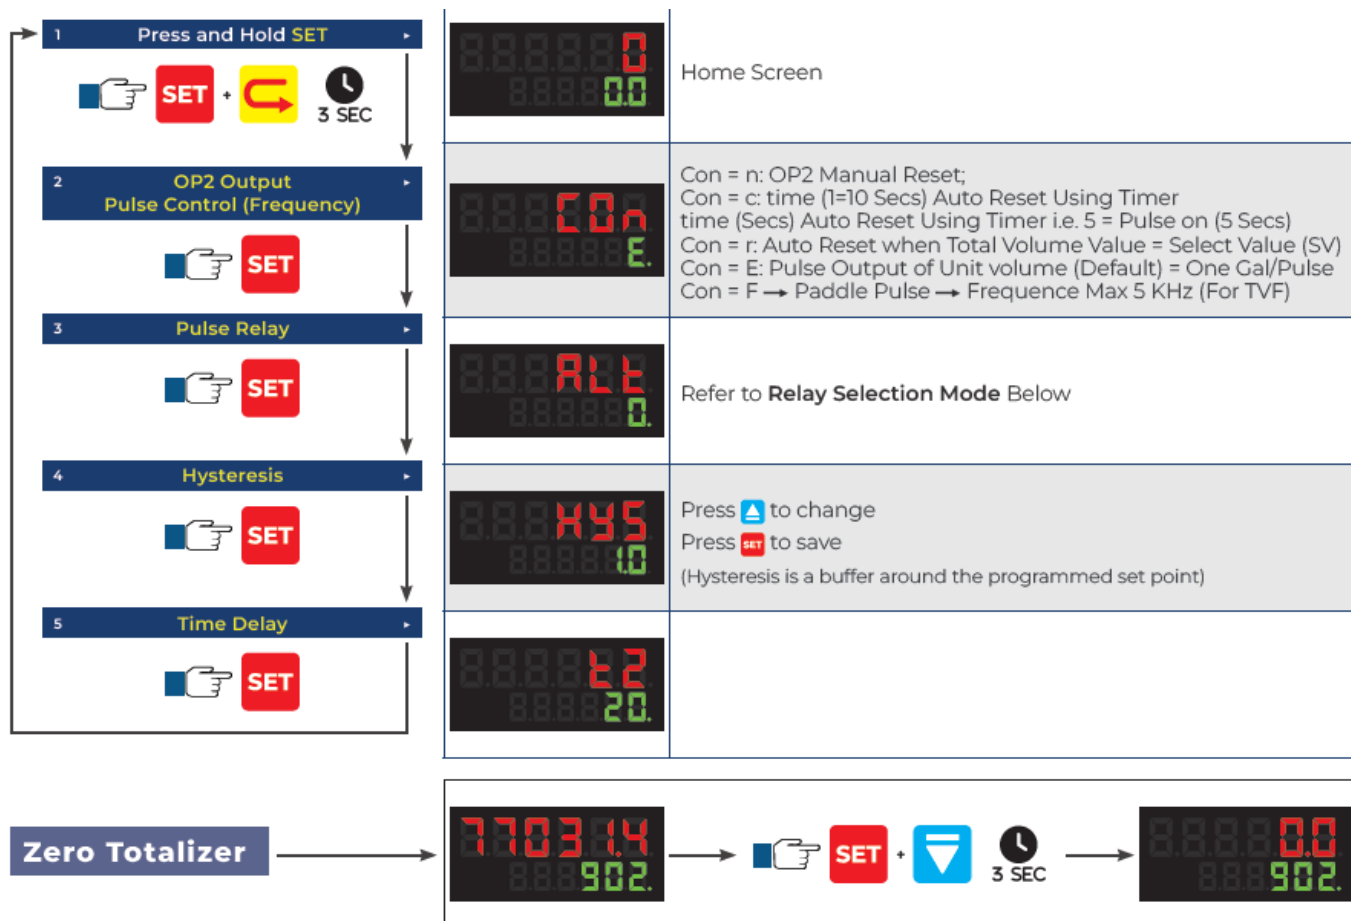 1 Press and Hold SET
SET + 3 SEC
0
0.0
Home Screen
2 OP2 Output
Pulse Control (Frequency)
SET
COn
E.
Con = n: OP2 Manual Reset;
Con = c: time (1=10 Secs) Auto Reset Using Timer
time (Secs) Auto Reset Using Timer i.e. 5 = Pulse on (5 Secs)
Con = r: Auto Reset when Total Volume Value = Select Value (SV)
Con = E: Pulse Output of Unit volume (Default) = One Gal/Pulse
Con = F → Paddle Pulse → Frequence Max 5 KHz (For TVF)
3 Pulse Relay
SET
ALt
0.
Refer to Relay Selection Mode Below
4 Hysteresis
SET
HYS
1.0
Press to change
Press SET to save
(Hysteresis is a buffer around the programmed set point)
5 Time Delay
SET
t2
20.
Zero Totalizer
77031.4
902.
SET + 3 SEC
0.0
902.